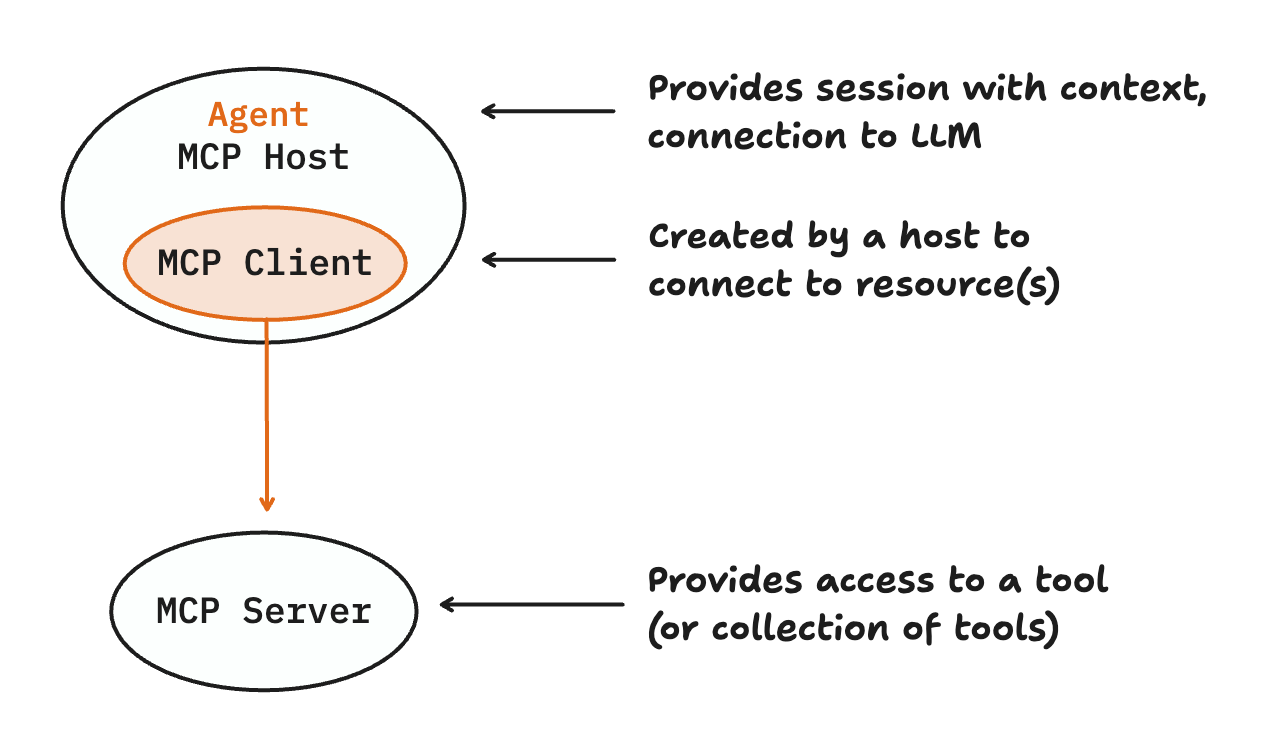 Agent
MCP Host
MCP Client
MCP Server
Provides session with context,
connection to LLM
Created by a host to
connect to resource(s)
Provides access to a tool
(or collection of tools)